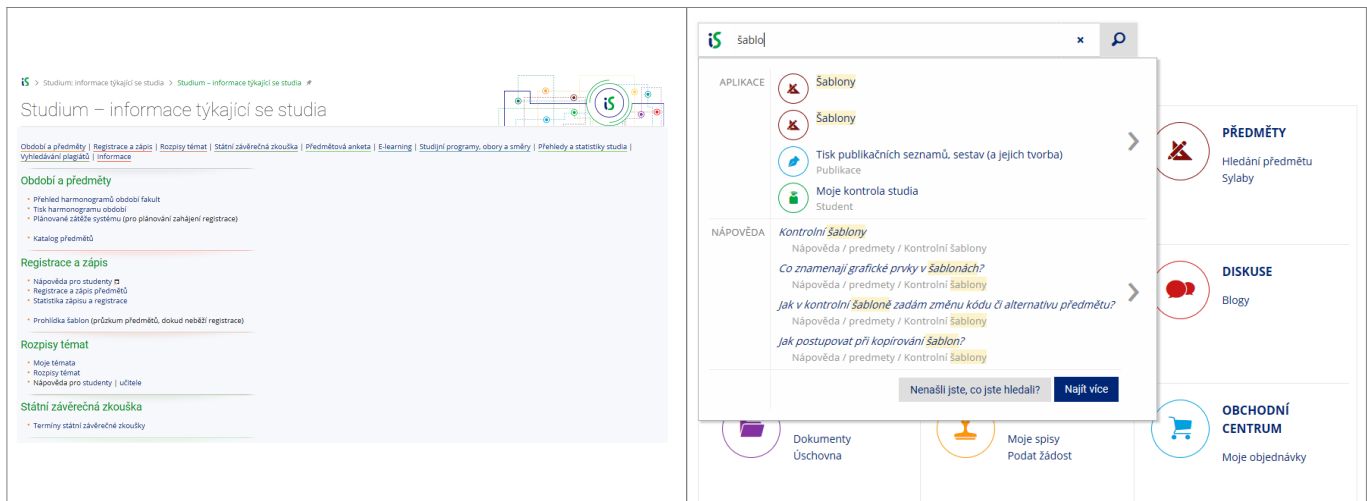 iS > Studium: informace týkající se studia > Studium – informace týkající se studia
Studium – informace týkající se studia
iS
Období a předměty | Registrace a zápis | Rozpisy témat | Státní závěrečná zkouška | Předmětová anketa | E-learning | Studijní programy, obory a směry | Přehledy a statistiky studia |
Vyhledávání plagiátů | Informace
Období a předměty
• Přehled harmonogramů období fakult
• Tisk harmonogramu období
• Plánované zátěže systému (pro plánování zahájení registrace)
• Katalog předmětů
Registrace a zápis
• Nápověda pro studenty
• Registrace a zápis předmětů
• Statistika zápisu a registrace
• Prohlídka šablon (průzkum předmětů, dokud neběží registrace)
Rozpisy témat
• Moje témata
• Rozpisy témat
• Nápověda pro studenty | učitele
Státní závěrečná zkouška
• Termíny státní závěrečné zkoušky
iS šablo ×
APLIKACE
Šablony
Šablony
Tisk publikačních seznamů, sestav (a jejich tvorba)
Publikace
Moje kontrola studia
Student
NÁPOVĚDA
Kontrolní šablony
Nápověda / predmety / Kontrolní šablony
Co znamenají grafické prvky v šablonách?
Nápověda / predmety / Kontrolní šablony
Jak v kontrolní šabloně zadám změnu kódu či alternativu předmětu?
Nápověda / predmety / Kontrolní šablony
Jak postupovat při kopírování šablon?
Nápověda / predmety / Kontrolní šablony
Nenašli jste, co jste hledali?
Najít více
PŘEDMĚTY
Hledání předmětu
Sylaby
DISKUSE
Blogy
Dokumenty
Úschovna
Moje spisy
Podat žádost
OBCHODNÍ
CENTRUM
Moje objednávky